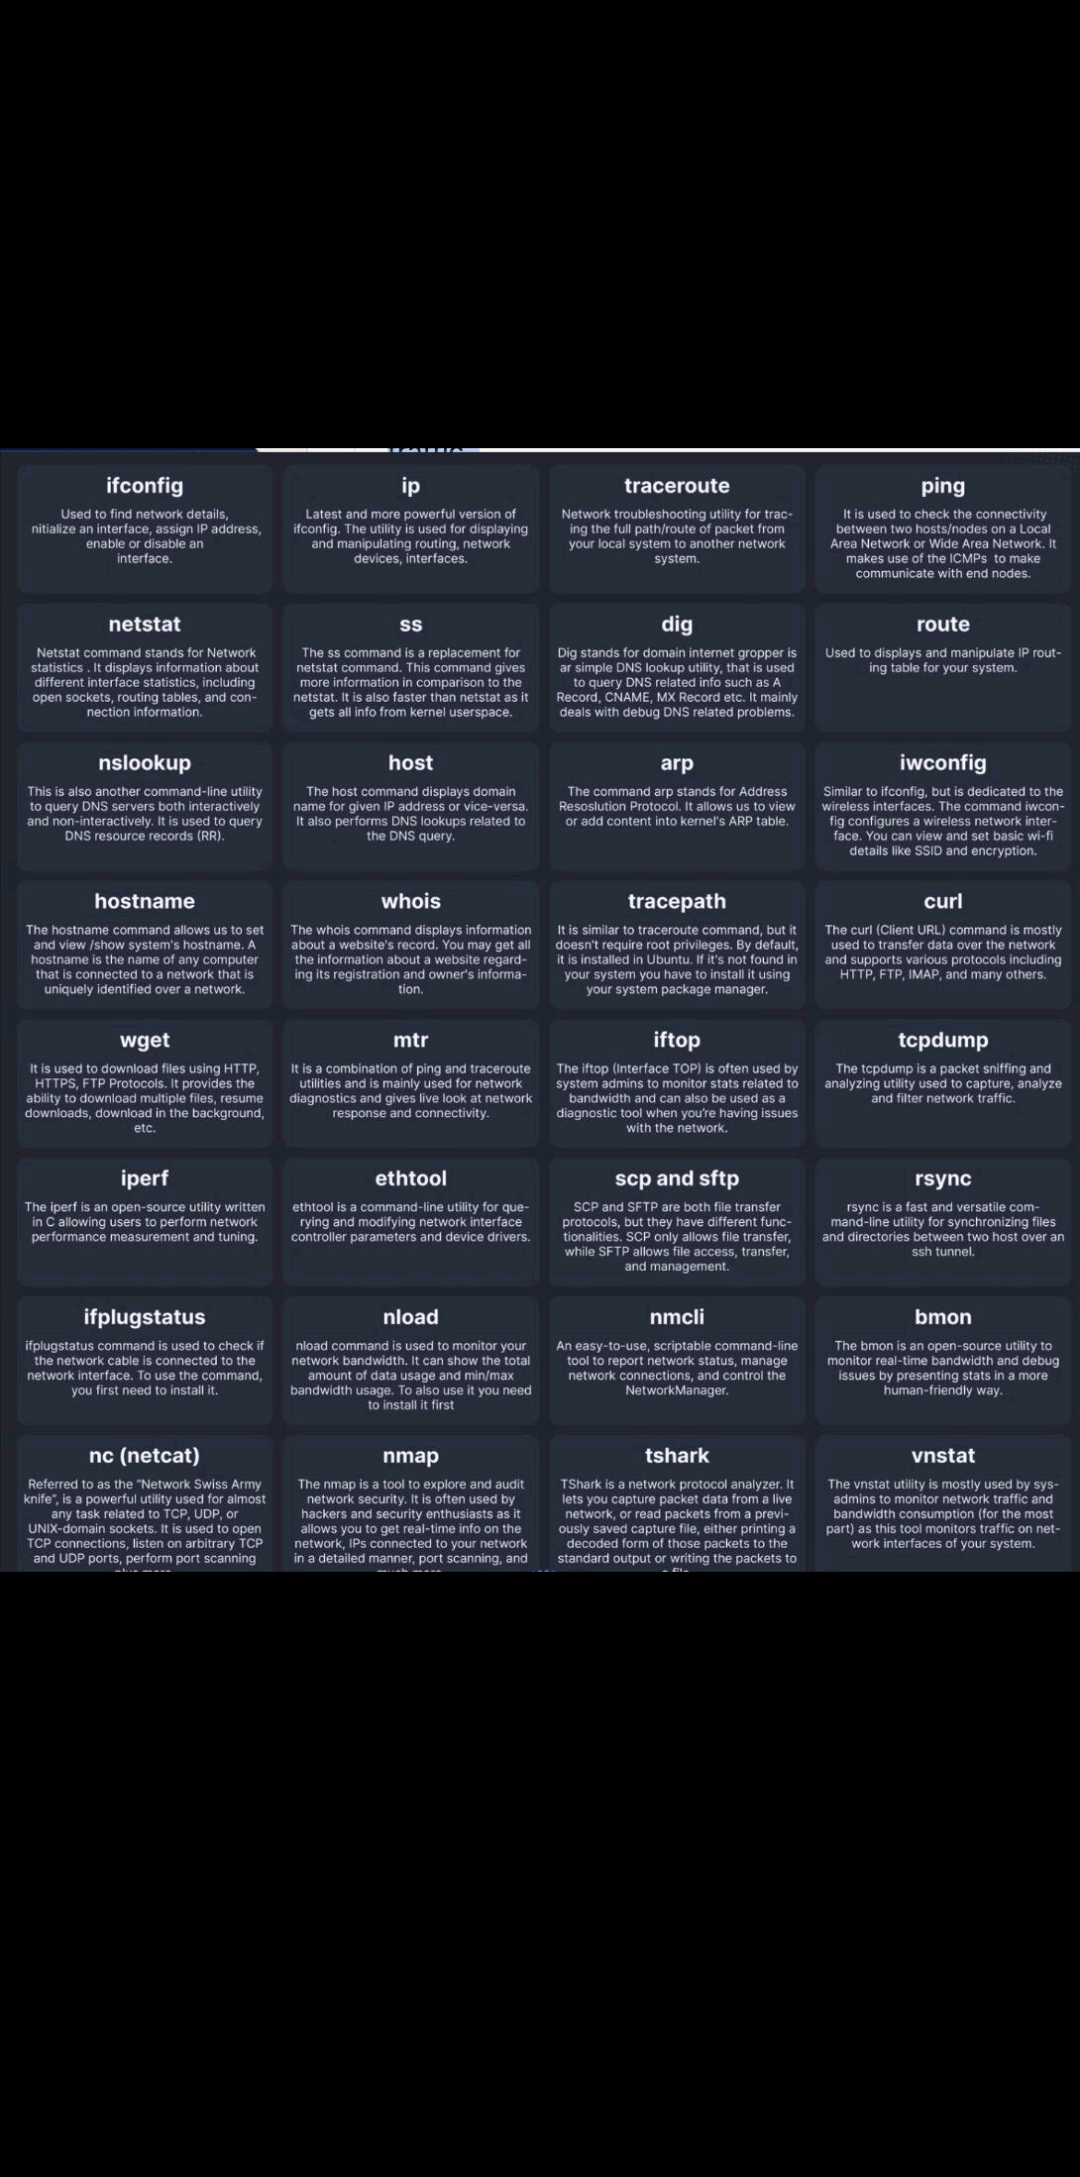 ifconfig
Used to find network details,
nitialize an interface, assign IP address,
enable or disable an
interface.
ip
Latest and more powerful version of
ifconfig. The utility is used for displaying
and manipulating routing, network
devices, interfaces.
traceroute
Network troubleshooting utility for trac-
ing the full path/route of packet from
your local system to another network
system.
ping
It is used to check the connectivity
between two hosts/nodes on a Local
Area Network or Wide Area Network. It
makes use of the ICMPs to make
communicate with end nodes.
netstat
Netstat command stands for Network
statistics . It displays information about
different interface statistics, including
open sockets, routing tables, and con-
nection information.
ss
The ss command is a replacement for
netstat command. This command gives
more information in comparison to the
netstat. It is also faster than netstat as it
gets all info from kernel userspace.
dig
Dig stands for domain internet gropper is
ar simple DNS lookup utility, that is used
to query DNS related info such as A
Record, CNAME, MX Record etc. It mainly
deals with debug DNS related problems.
route
Used to displays and manipulate IP rout-
ing table for your system.
nslookup
This is also another command-line utility
to query DNS servers both interactively
and non-interactively. It is used to query
DNS resource records (RR).
host
The host command displays domain
name for given IP address or vice-versa.
It also performs DNS lookups related to
the DNS query.
arp
The command arp stands for Address
Resoslution Protocol. It allows us to view
or add content into kernel's ARP table.
iwconfig
Similar to ifconfig, but is dedicated to the
wireless interfaces. The command iwcon-
fig configures a wireless network inter-
face. You can view and set basic wi-fi
details like SSID and encryption.
hostname
The hostname command allows us to set
and view /show system's hostname. A
hostname is the name of any computer
that is connected to a network that is
uniquely identified over a network.
whois
The whois command displays information
about a website's record. You may get all
the information about a website regard-
ing its registration and owner's informa-
tion.
tracepath
It is similar to traceroute command, but it
doesn't require root privileges. By default,
it is installed in Ubuntu. If it's not found in
your system you have to install it using
your system package manager.
curl
The curl (Client URL) command is mostly
used to transfer data over the network
and supports various protocols including
HTTP, FTP, IMAP, and many others.
wget
It is used to download files using HTTP,
HTTPS, FTP Protocols. It provides the
ability to download multiple files, resume
downloads, download in the background,
etc.
mtr
It is a combination of ping and traceroute
utilities and is mainly used for network
diagnostics and gives live look at network
response and connectivity.
iftop
The iftop (Interface TOP) is often used by
system admins to monitor stats related to
bandwidth and can also be used as a
diagnostic tool when you're having issues
with the network.
tcpdump
The tcpdump is a packet sniffing and
analyzing utility used to capture, analyze
and filter network traffic.
iperf
The iperf is an open-source utility written
in C allowing users to perform network
performance measurement and tuning.
ethtool
ethtool is a command-line utility for que-
rying and modifying network interface
controller parameters and device drivers.
scp and sftp
SCP and SFTP are both file transfer
protocols, but they have different func-
tionalities. SCP only allows file transfer,
while SFTP allows file access, transfer,
and management.
rsync
rsync is a fast and versatile com-
mand-line utility for synchronizing files
and directories between two host over an
ssh tunnel.
ifplugstatus
ifplugstatus command is used to check if
the network cable is connected to the
network interface. To use the command,
you first need to install it.
nload
nload command is used to monitor your
network bandwidth. It can show the total
amount of data usage and min/max
bandwidth usage. To also use it you need
to install it first
nmcli
An easy-to-use, scriptable command-line
tool to report network status, manage
network connections, and control the
NetworkManager.
bmon
The bmon is an open-source utility to
monitor real-time bandwidth and debug
issues by presenting stats in a more
human-friendly way.
nc (netcat)
Referred to as the "Network Swiss Army
knife", is a powerful utility used for almost
any task related to TCP, UDP, or
UNIX-domain sockets. It is used to open
TCP connections, listen on arbitrary TCP
and UDP ports, perform port scanning
nmap
The nmap is a tool to explore and audit
network security. It is often used by
hackers and security enthusiasts as it
allows you to get real-time info on the
network, IPs connected to your network
in a detailed manner, port scanning, and
tshark
TShark is a network protocol analyzer. It
lets you capture packet data from a live
network, or read packets from a previ-
ously saved capture file, either printing a
decoded form of those packets to the
standard output or writing the packets to
vnstat
The vnstat utility is mostly used by sys-
admins to monitor network traffic and
bandwidth consumption (for the most
part) as this tool monitors traffic on net-
work interfaces of your system.